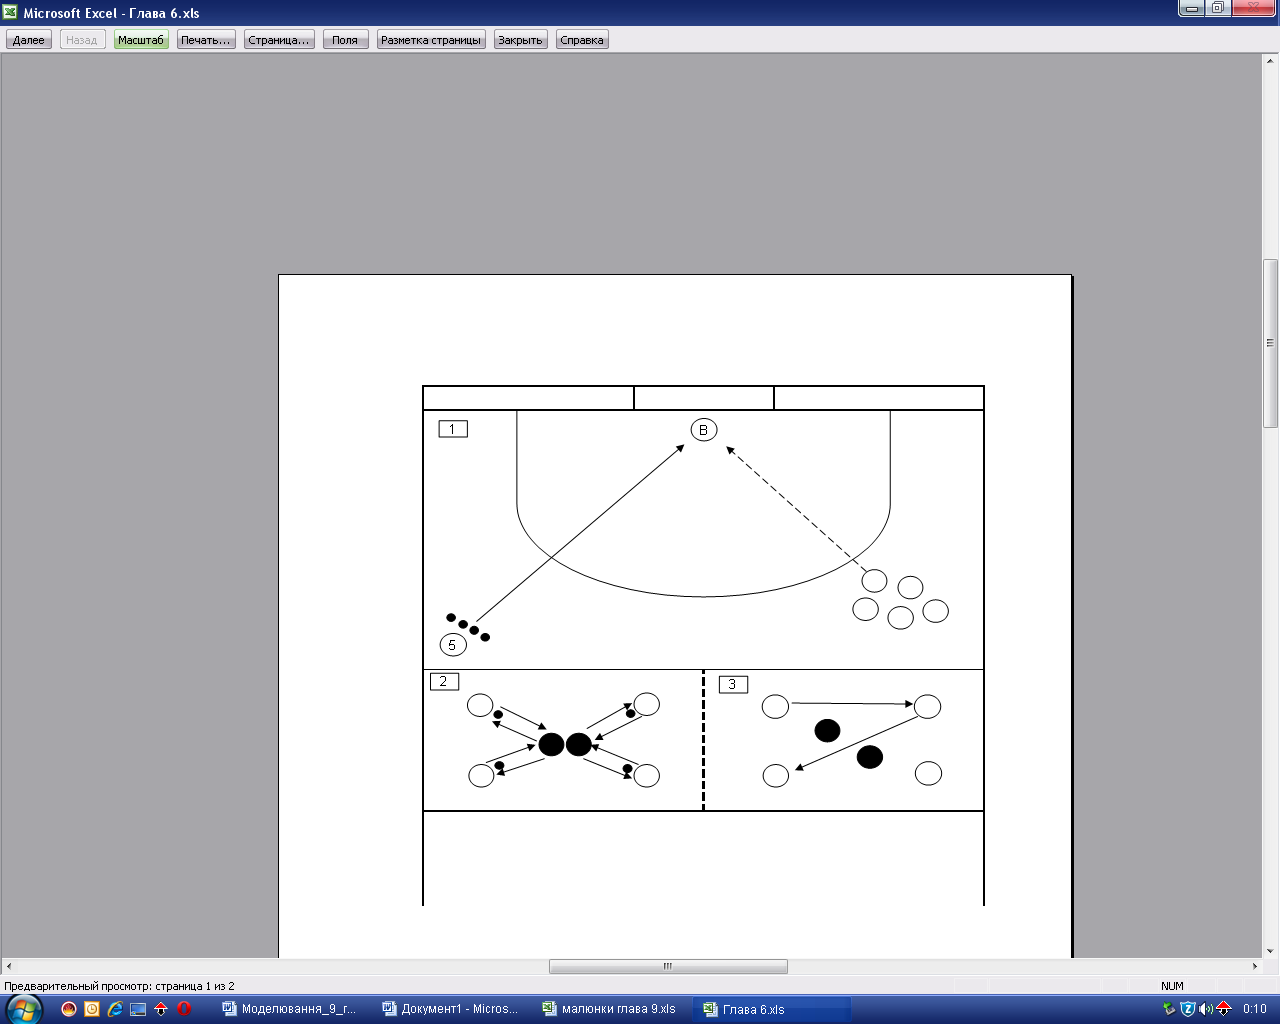 Microsoft Excel - Глава 6.xls
Далее Назад Масштаб Печать... Страница... Поля Разметка страницы Закрыть Справка
1
В
5
2
3
Предварительный просмотр: страница 1 из 2
NUM
Моделювання_9_г...
Документ1 - Micros...
малюнки глава 9.xls
Глава 6.xls
0:10